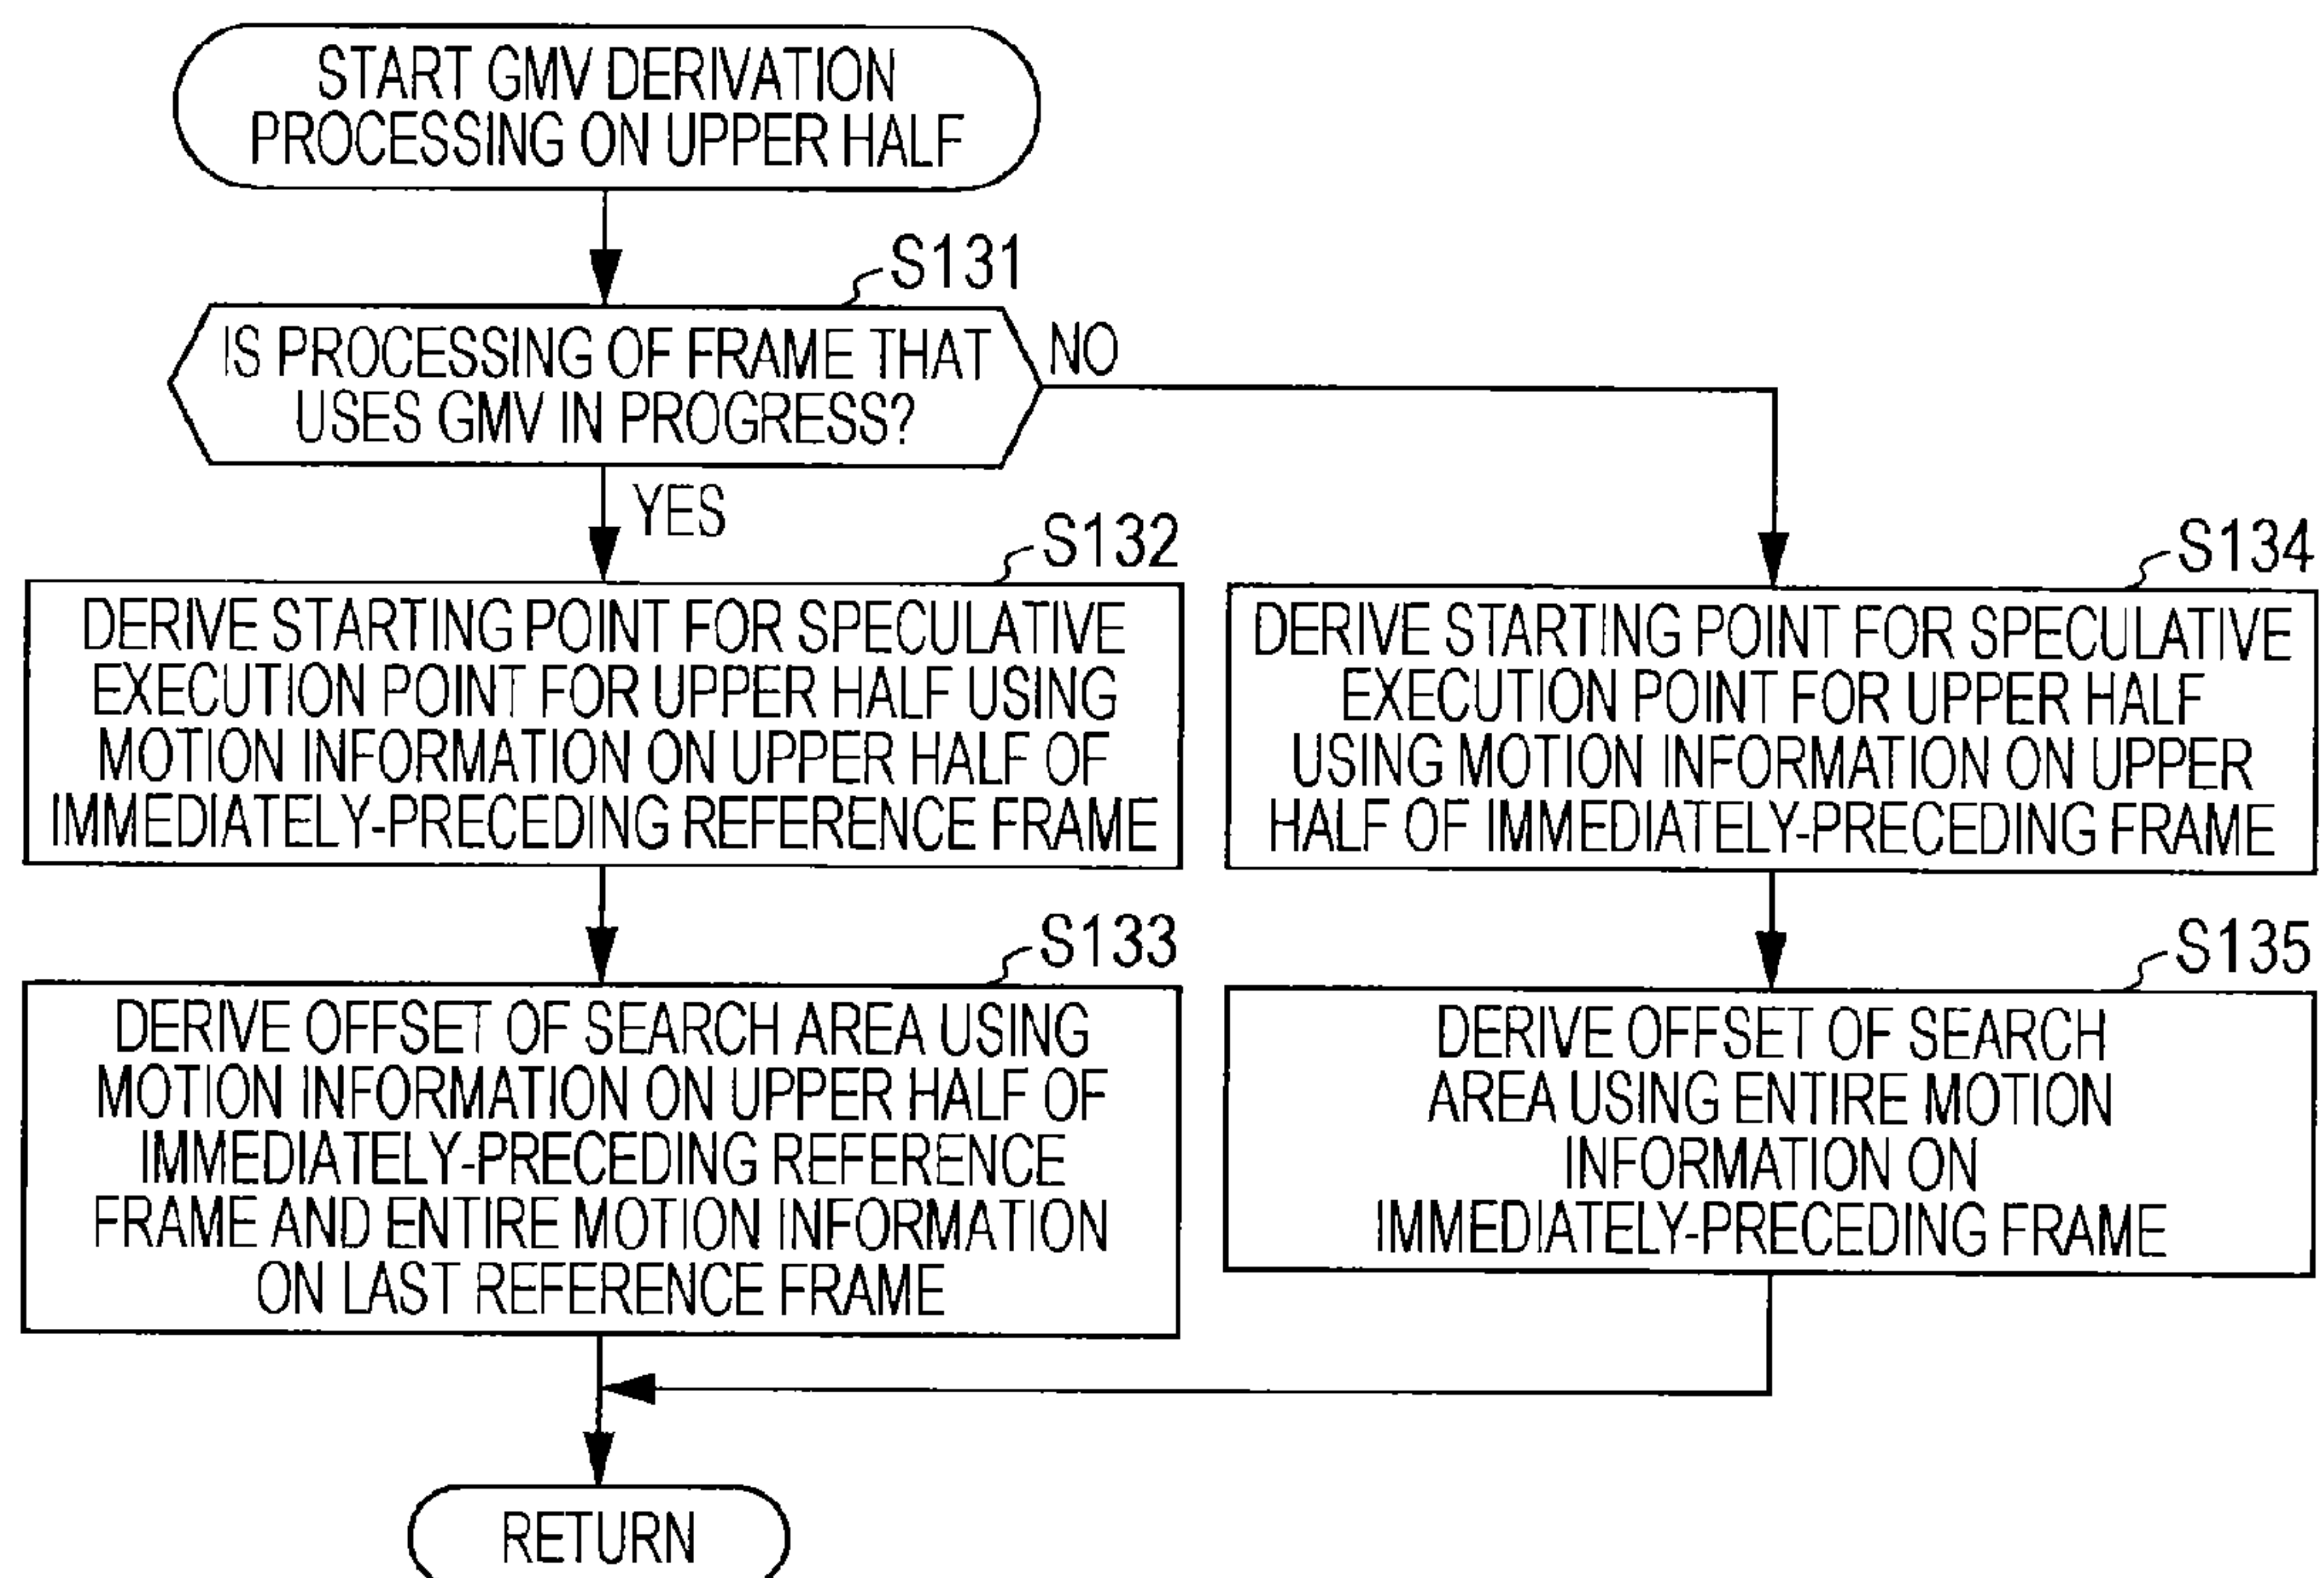 START GMV DERIVATION
PROCESSING ON UPPER HALF
S131
IS PROCESSING OF FRAME THAT
USES GMV IN PROGRESS?
NO
YES
S132
DERIVE STARTING POINT FOR SPECULATIVE
EXECUTION POINT FOR UPPER HALF USING
MOTION INFORMATION ON UPPER HALF OF
IMMEDIATELY-PRECEDING REFERENCE FRAME
S134
DERIVE STARTING POINT FOR SPECULATIVE
EXECUTION POINT FOR UPPER HALF
USING MOTION INFORMATION ON UPPER
HALF OF IMMEDIATELY-PRECEDING FRAME
S133
DERIVE OFFSET OF SEARCH AREA USING
MOTION INFORMATION ON UPPER HALF OF
IMMEDIATELY-PRECEDING REFERENCE
FRAME AND ENTIRE MOTION INFORMATION
ON LAST REFERENCE FRAME
S135
DERIVE OFFSET OF SEARCH
AREA USING ENTIRE MOTION
INFORMATION ON
IMMEDIATELY-PRECEDING FRAME
RETURN